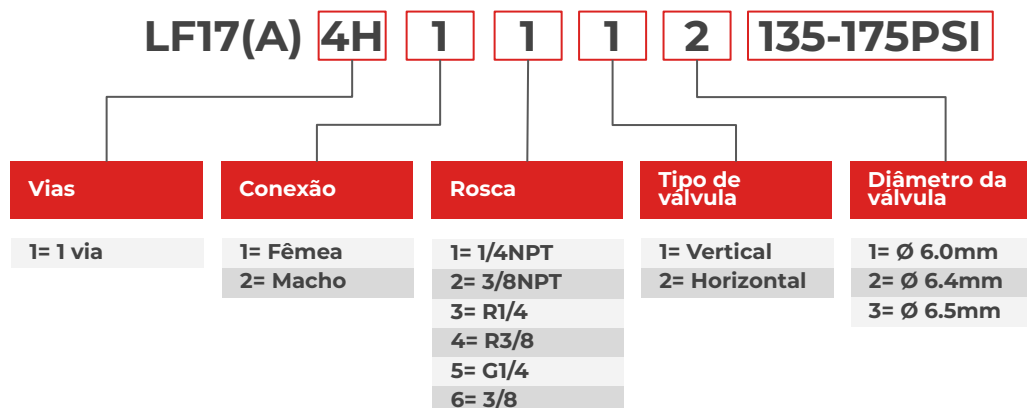 LF17(A) 4H 1 1 1 2 135-175PSI
Vias
1= 1 via
Conexão
1= Fêmea
2= Macho
Rosca
1= 1/4NPT
2= 3/8NPT
3= R1/4
4= R3/8
5= G1/4
6= 3/8
Tipo de
válvula
1= Vertical
2= Horizontal
Diâmetro da
válvula
1= Ø 6.0mm
2= Ø 6.4mm
3= Ø 6.5mm